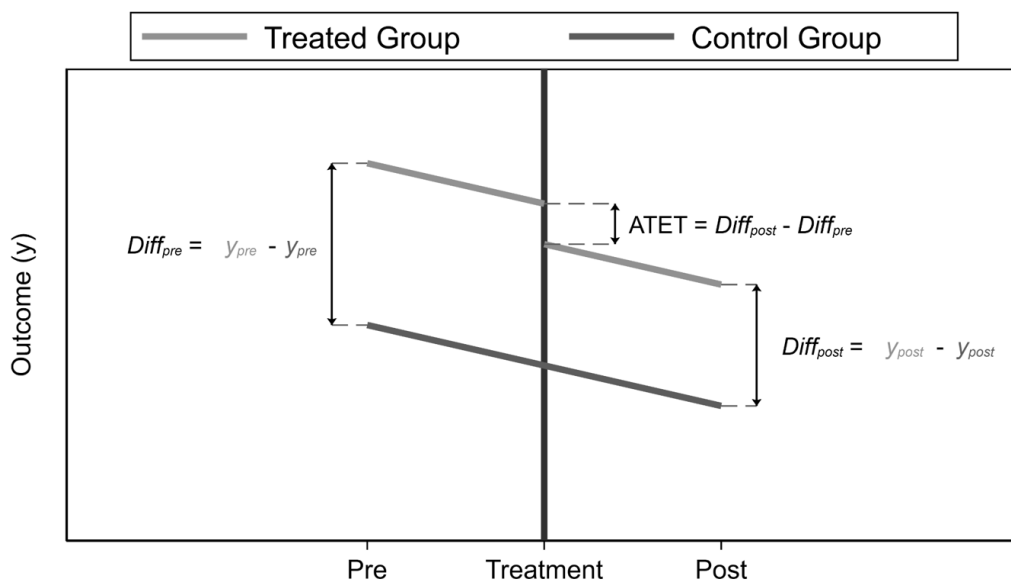 Treated Group Control Group
ATET = Diffpost - Diffpre
Diffpre = ypre - ypre
Diffpost = ypost - ypost
Outcome (y)
Pre Treatment Post